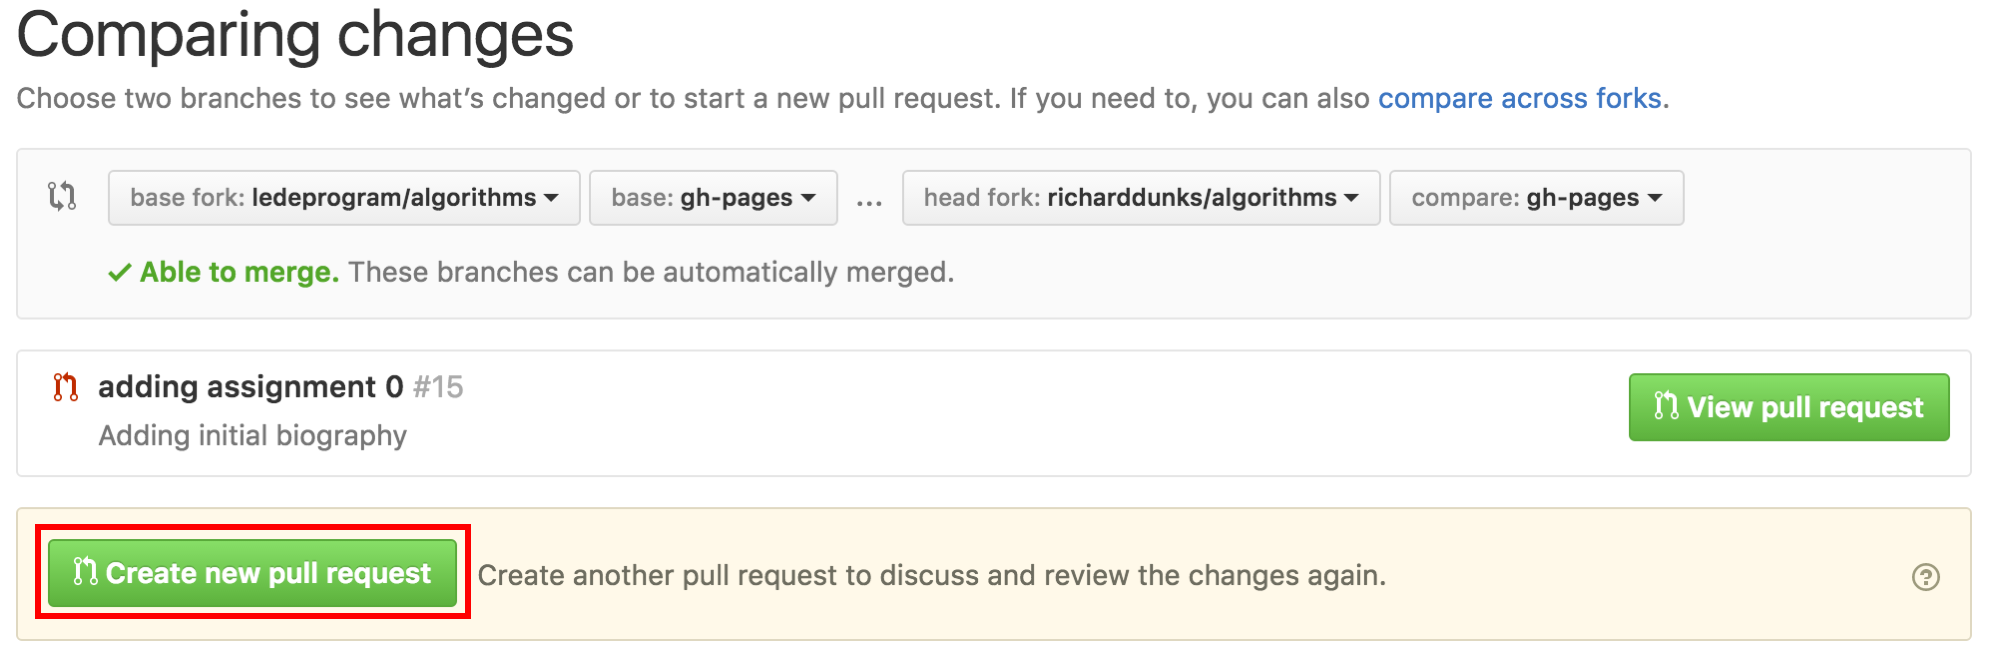 Comparing changes
Choose two branches to see what's changed or to start a new pull request. If you need to, you can also compare across forks.
base fork: ledeprogram/algorithms base: gh-pages ... head fork: richarddunks/algorithms compare: gh-pages
Able to merge. These branches can be automatically merged.
adding assignment 0 #15
View pull request
Adding initial biography
Create new pull request Create another pull request to discuss and review the changes again. ?